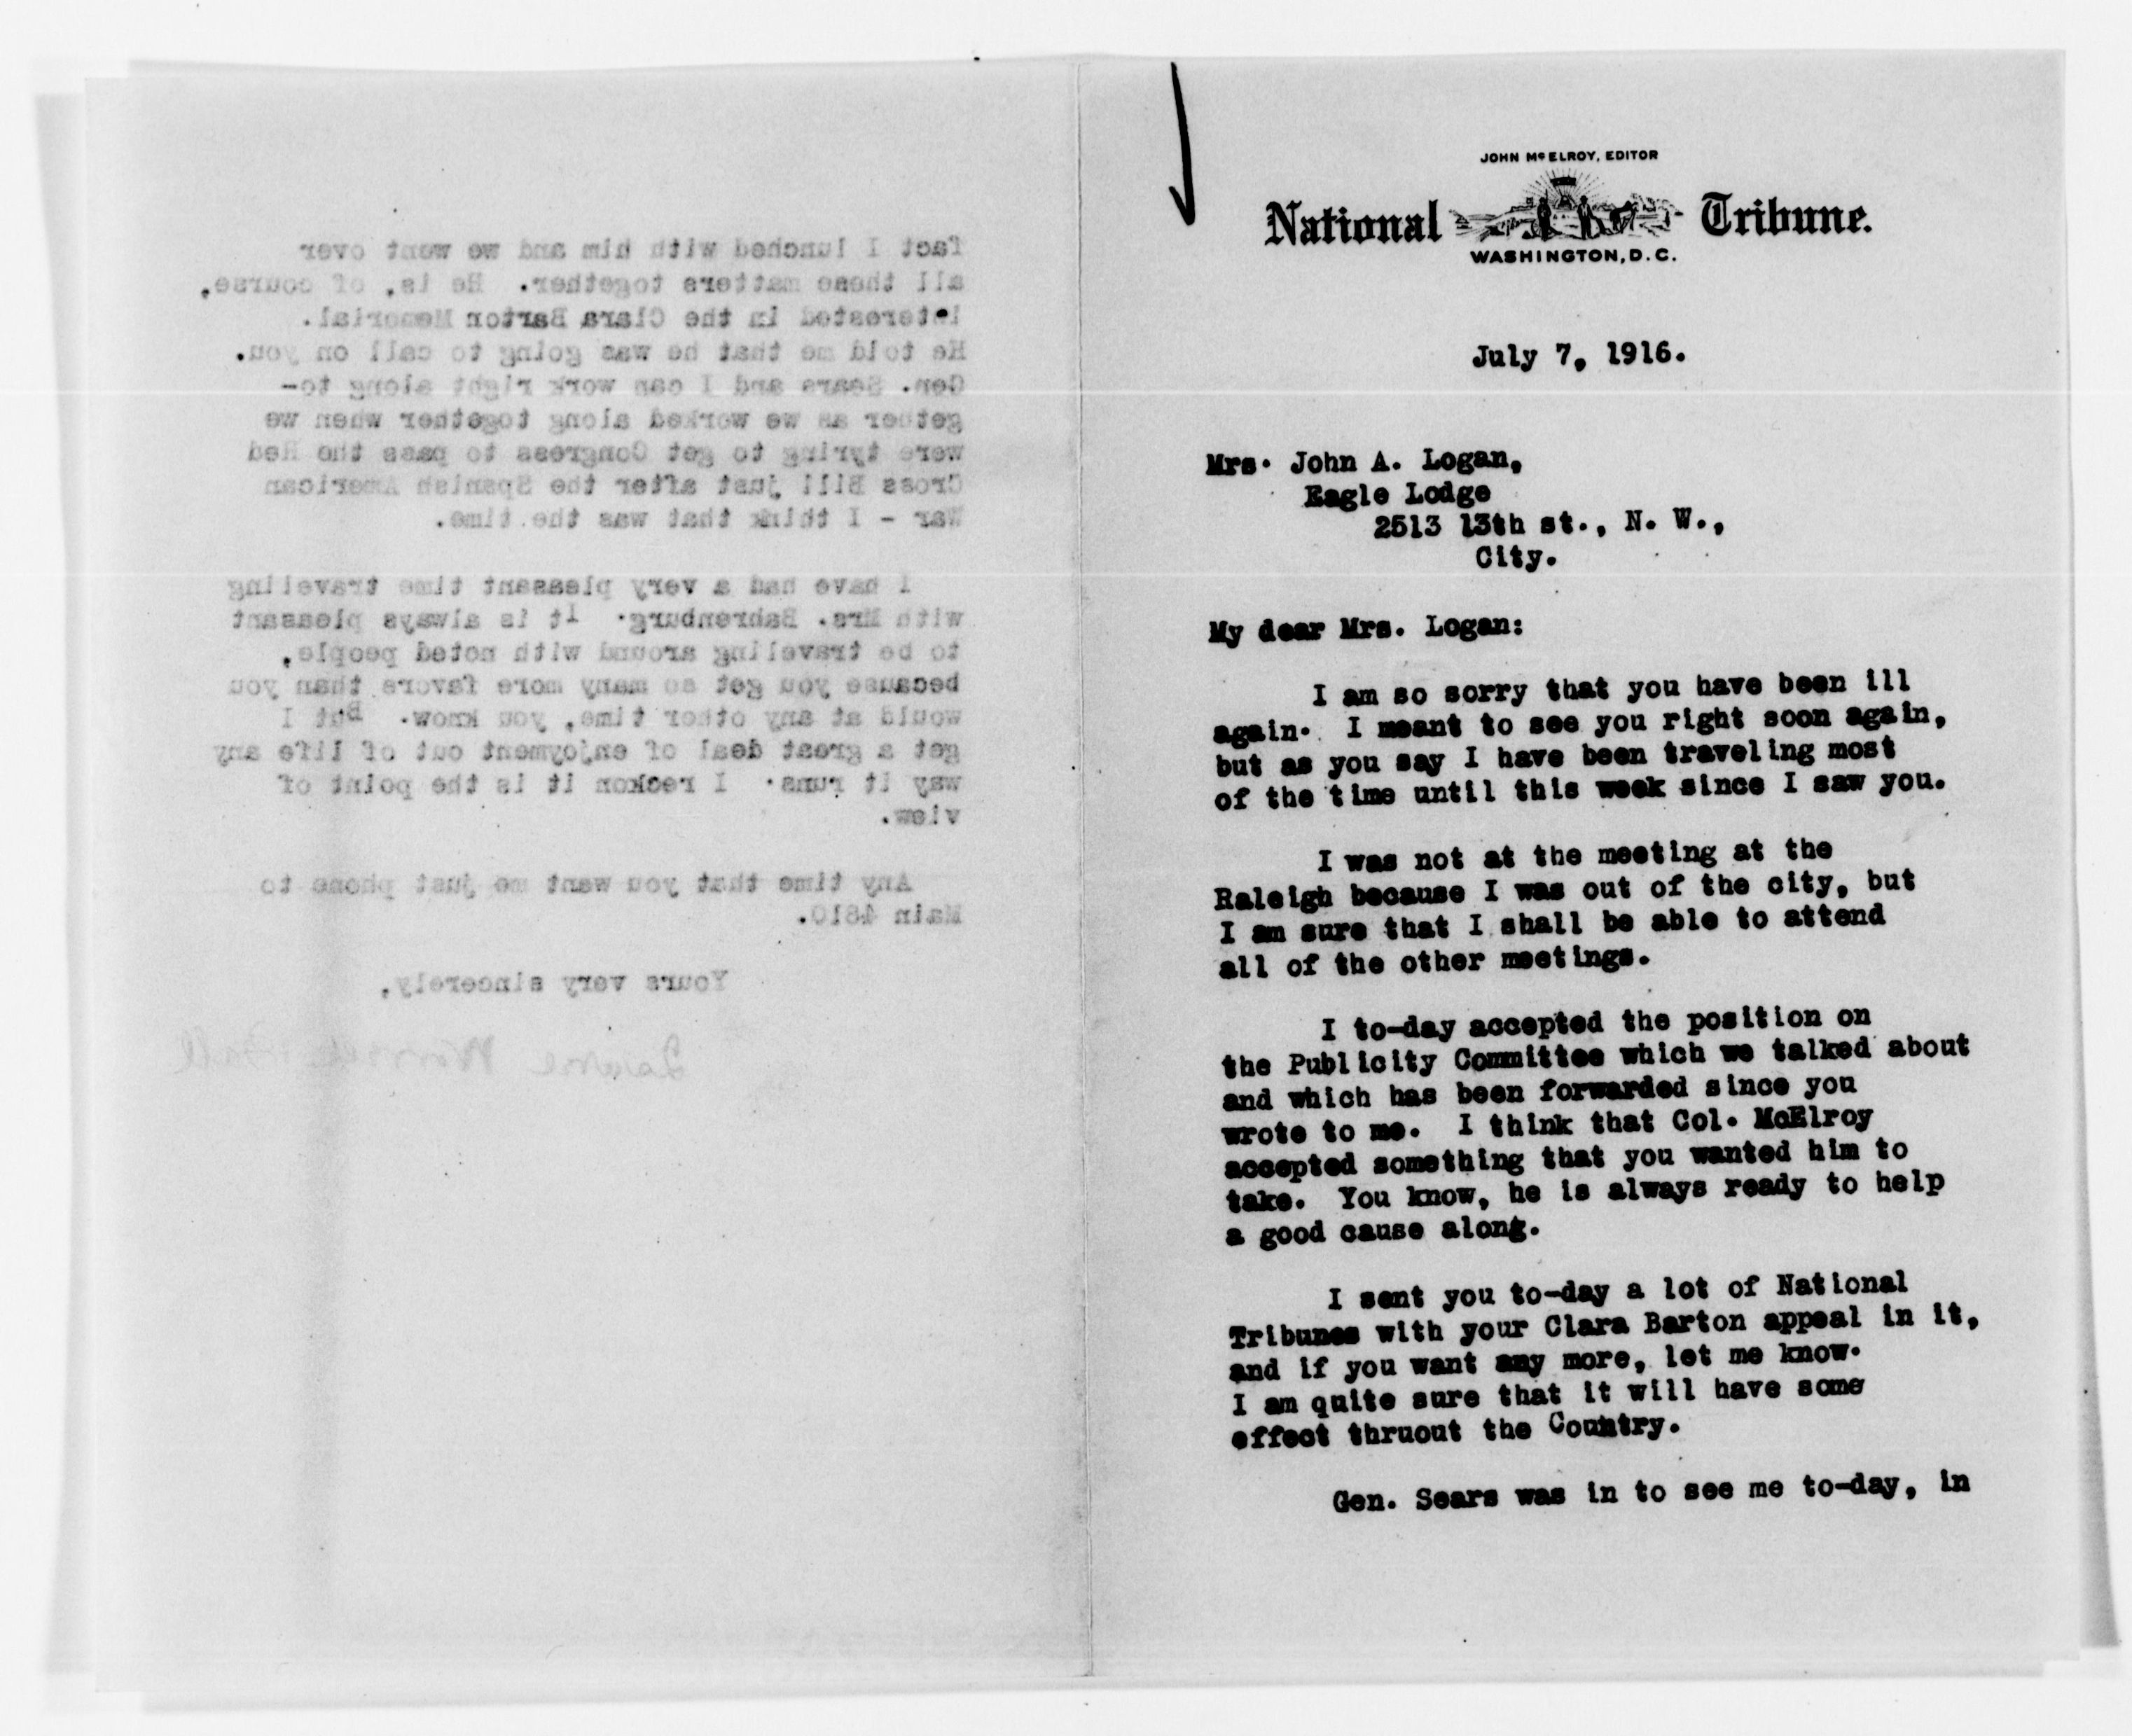 JOHN McELROY, EDITOR
National Tribune.
WASHINGTON, D. C.
July 7, 1916.
Mrs. John A. Logan,
Eagle Lodge
2513 13th st., N. W.,
City.
My dear Mrs. Logan:
I am so sorry that you have been ill
again. I meant to see you right soon again,
but as you say I have been traveling most
of the time until this week since I saw you.
I was not at the meeting at the
Raleigh because I was out of the city, but
I am sure that I shall be able to attend
all of the other meetings.
I to-day accepted the position on
the Publicity Committee which we talked about
and which has been forwarded since you
wrote to me. I think that Col. McElroy
accepted something that you wanted him to
take. You know, he is always ready to help
a good cause along.
I sent you to-day a lot of National
Tribunes with your Clara Barton appeal in it,
and if you want any more, let me know.
I am quite sure that it will have some
effect thruout the Country.
Gen. Sears was in to see me to-day, in
fact I lunched with him and we went over
all these matters together. He is, of course,
interested in the Clara Barton Memorial.
He told me that he was going to call on you.
Gen. Sears and I can work right along to-
gether as we worked along together when we
were tyring to get Congress to pass the Red
Cross Bill just after the Spanish American
War - I think that was the time.
I have had a very pleasant time traveling
with Mrs. Bahrenburg. It is always pleasant
to be traveling around with noted people,
because you get so many more favors than you
would at any other time, you know. But I
get a great deal of enjoyment out of life any
way it runs. I reckon it is the point of
view.
Any time that you want me just phone to
Main 4810.
Yours very sincerely,